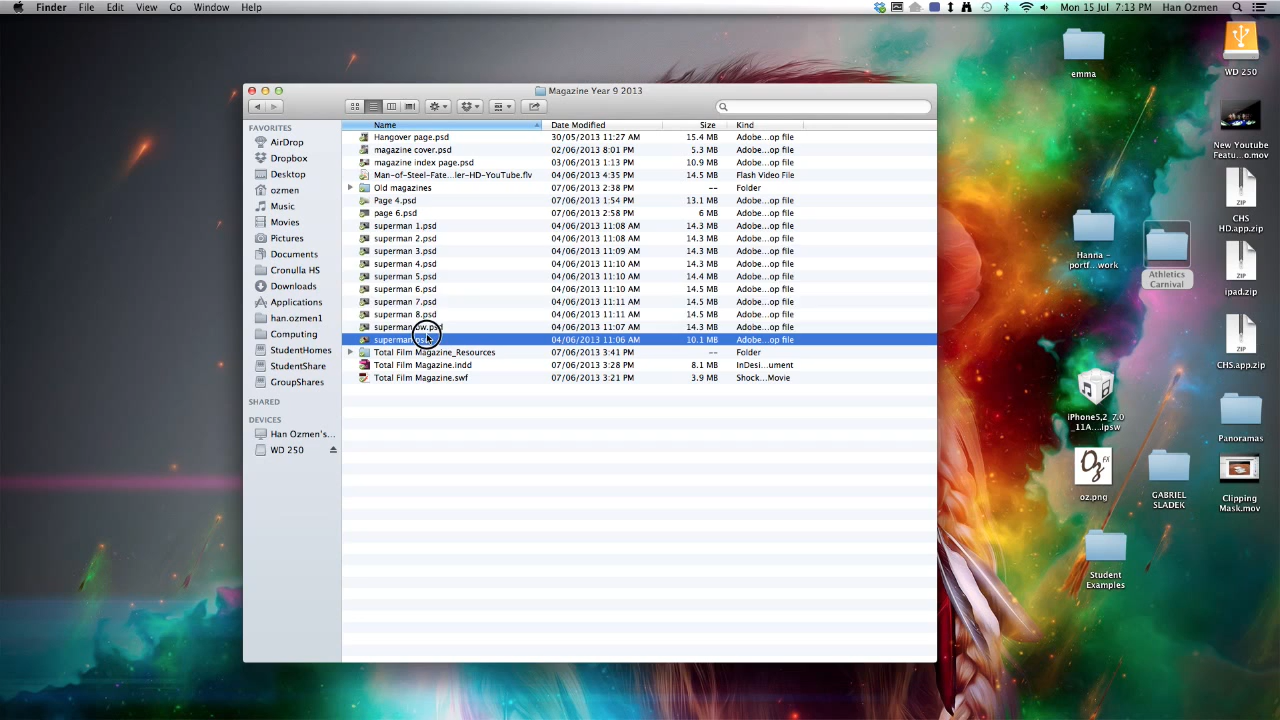 Finder File Edit View Go Window Help Mon 15 Jul 7:13 PM Han Ozmen
Magazine Year 9 2013
Name Date Modified Size Kind
FAVORITES
AirDrop
Dropbox
Desktop
ozmen
Music
Movies
Pictures
Documents
Cronulla HS
Downloads
Applications
han.ozmen1
Computing
StudentHomes
StudentShare
GroupShares
SHARED
DEVICES
Han Ozmen's...
WD 250
Hangover page.psd 30/05/2013 11:27 AM 15.4 MB Adobe...op file
magazine cover.psd 02/06/2013 8:01 PM 5.3 MB Adobe...op file
magazine index page.psd 03/06/2013 1:13 PM 10.9 MB Adobe...op file
Man-of-Steel-Fate...ler-HD-YouTube.flv 04/06/2013 4:35 PM 14.5 MB Flash Video File
Old magazines 07/06/2013 2:38 PM -- Folder
Page 4.psd 07/06/2013 1:54 PM 13.1 MB Adobe...op file
page 6.psd 07/06/2013 2:58 PM 6 MB Adobe...op file
superman 1.psd 04/06/2013 11:08 AM 14.3 MB Adobe...op file
superman 2.psd 04/06/2013 11:08 AM 14.3 MB Adobe...op file
superman 3.psd 04/06/2013 11:09 AM 14.3 MB Adobe...op file
superman 4.psd 04/06/2013 11:10 AM 14.3 MB Adobe...op file
superman 5.psd 04/06/2013 11:10 AM 14.4 MB Adobe...op file
superman 6.psd 04/06/2013 11:10 AM 14.5 MB Adobe...op file
superman 7.psd 04/06/2013 11:11 AM 14.5 MB Adobe...op file
superman 8.psd 04/06/2013 11:11 AM 14.5 MB Adobe...op file
superman bw.psd 04/06/2013 11:07 AM 14.3 MB Adobe...op file
superman 04/06/2013 11:06 AM 10.1 MB Adobe...op file
Total Film Magazine_Resources 07/06/2013 3:41 PM -- Folder
Total Film Magazine.indd 07/06/2013 3:28 PM 8.1 MB InDesi...ument
Total Film Magazine.swf 07/06/2013 3:21 PM 3.9 MB Shock...Movie
emma
WD 250
New Youtube
Featu...o.mov
CHS
HD.app.zip
Hanna -
portf...work
Athletics
Carnival
ipad.zip
CHS.app.zip
iPhone5,2_7.0
_11A...ipsw
Panoramas
Oz FX
oz.png
GABRIEL
SLADEK
Clipping
Mask.mov
Student
Examples
ZIP
ZIP
ZIP